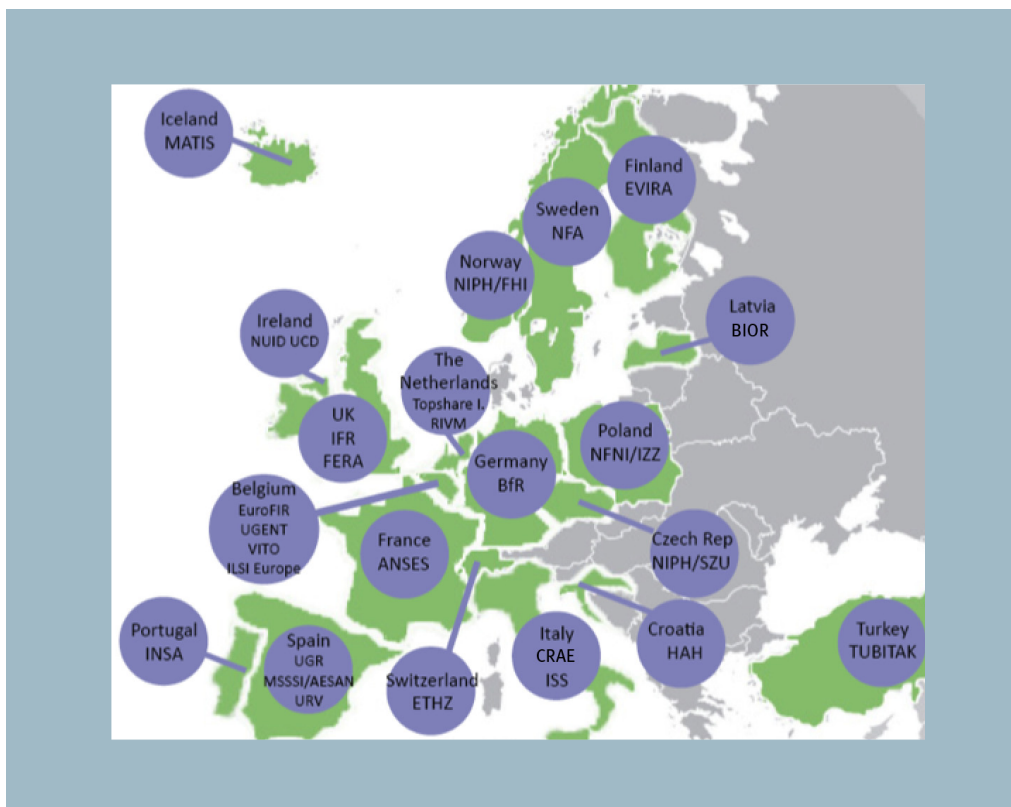 Iceland
MATIS
Finland
EVIRA
Sweden
NFA
Norway
NIPH/FHI
Latvia
BIOR
Ireland
NUID UCD
The
Netherlands
Topshare I.
RIVM
UK
IFR
FERA
Poland
NFNI/IZZ
Germany
BfR
Belgium
EuroFIR
UGENT
VITO
ILSI Europe
France
ANSES
Czech Rep
NIPH/SZU
Portugal
INSA
Spain
UGR
MSSSI/AESAN
URV
Switzerland
ETHZ
Italy
CRAE
ISS
Croatia
HAH
Turkey
TUBITAK